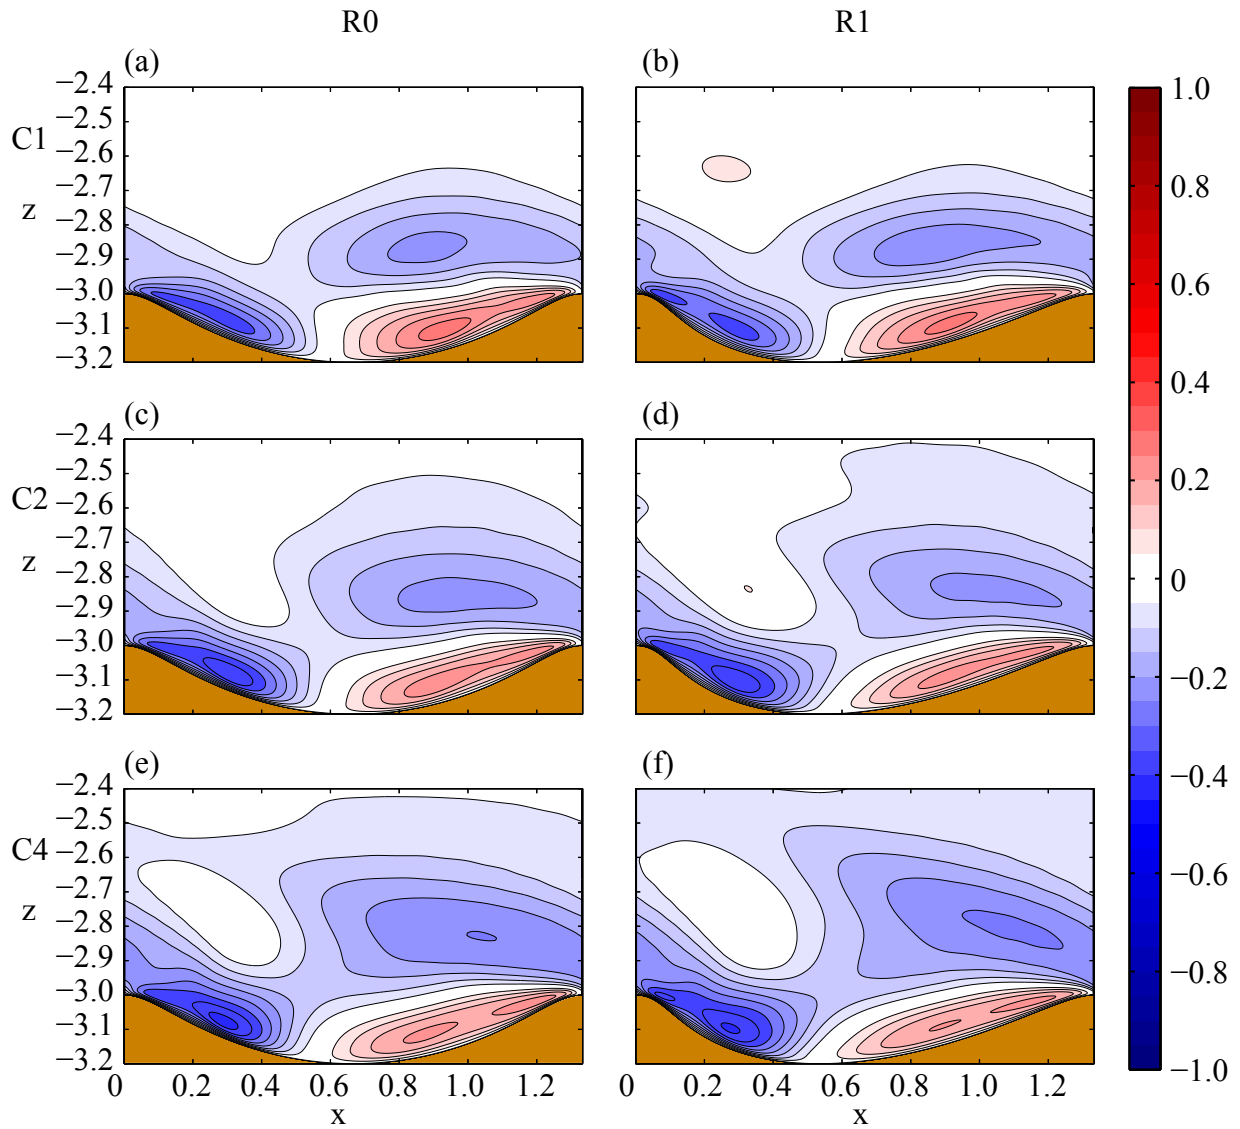 R0 R1
(a) (b)
−2.4 1.0
−2.5
C1 0.8
−2.6
−2.7
z 0.6
−2.8
−2.9
−3.0 0.4
−3.1
−3.2
(c) (d) 0.2
−2.4
C2 −2.5
−2.6 0
z −2.7
−2.8
−2.9 −0.2
−3.0
−3.1
−3.2 −0.4
(e) (f)
−2.4
−2.5
C4 −2.6 −0.6
−2.7
z −2.8
−2.9 −0.8
−3.0
−3.1
−3.2 −1.0
0 0.2 0.4 0.6 0.8 1.0 1.2 0 0.2 0.4 0.6 0.8 1.0 1.2
x x